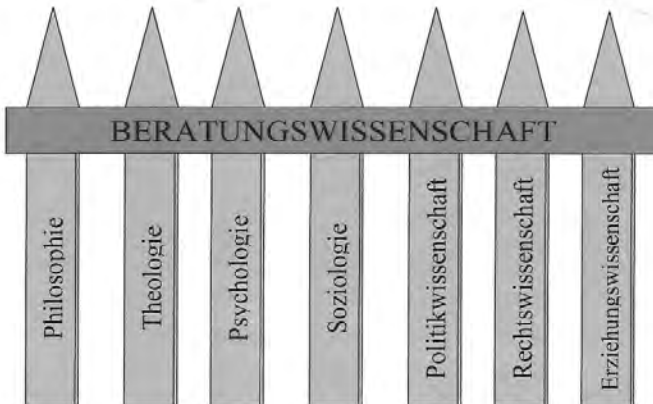 BERATUNGSWISSENSCHAFT
Philosophie
Theologie
Psychologie
Soziologie
Politikwissenschaft
Rechtswissenschaft
Erziehungswissenschaft